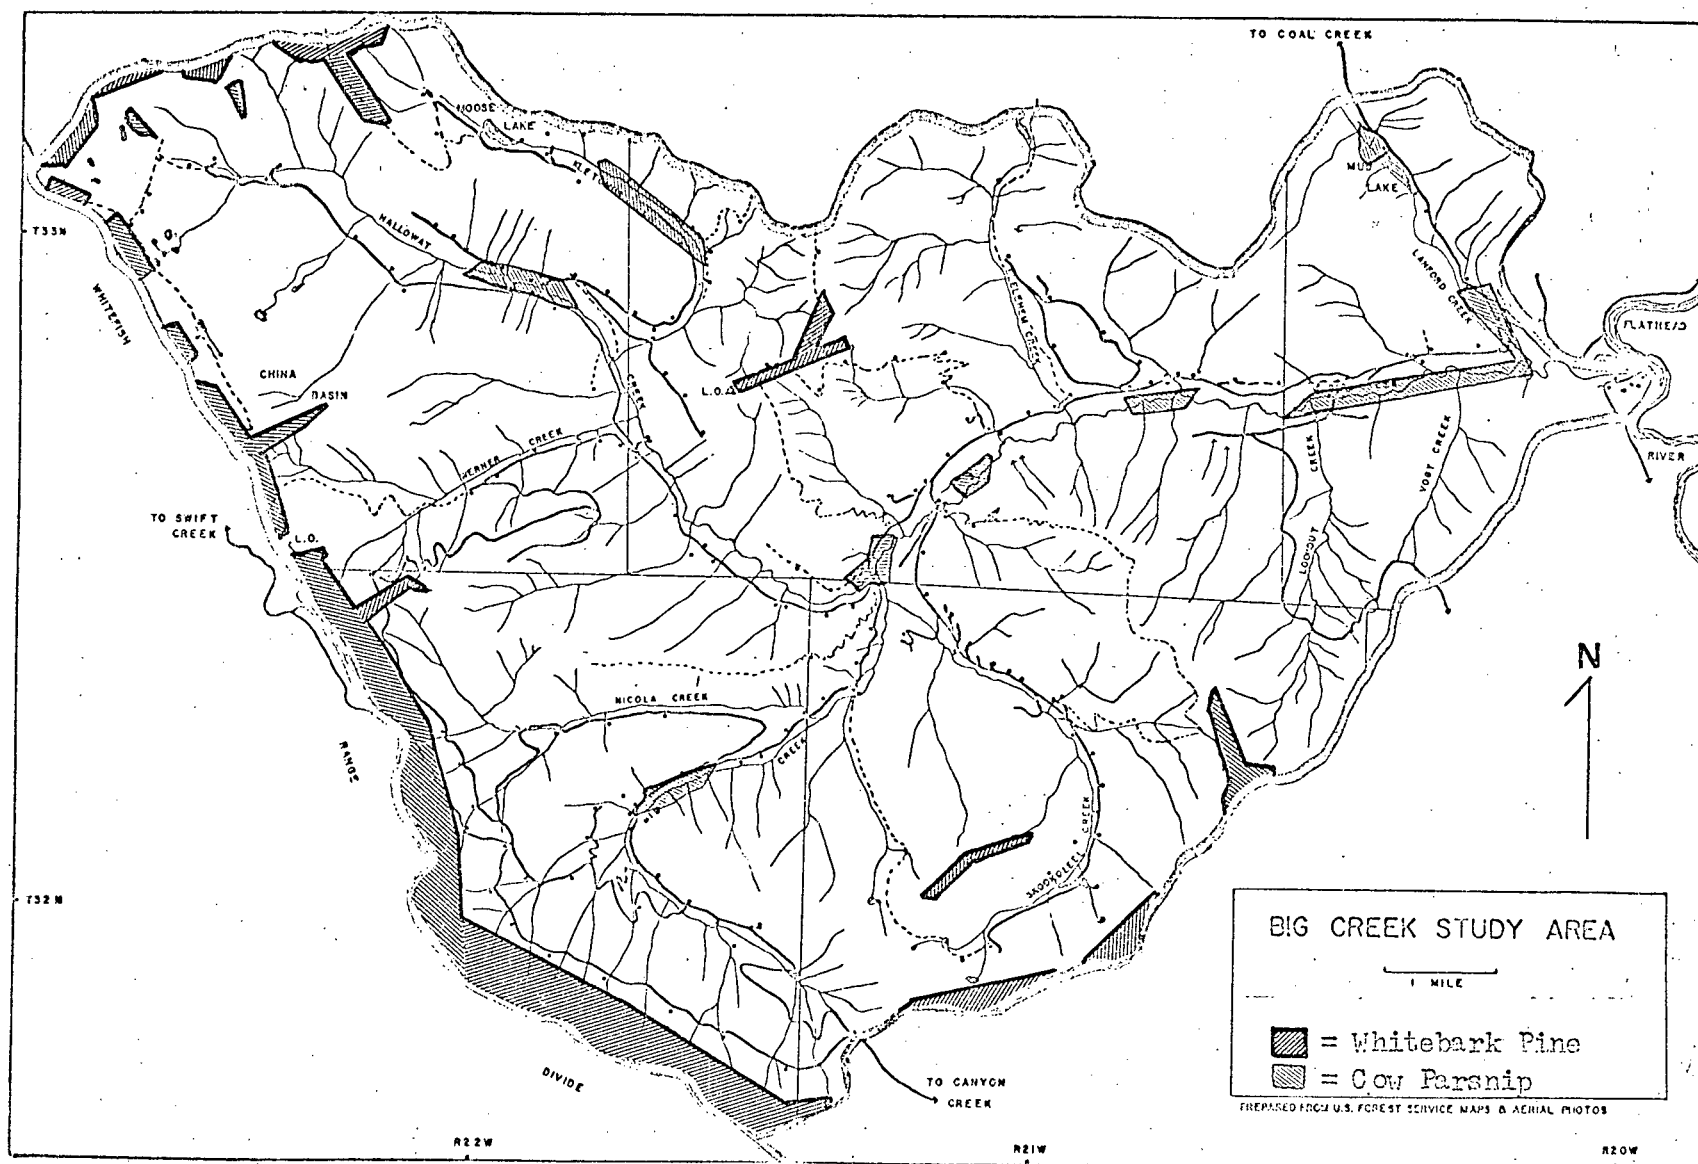 TO COAL CREEK
MOOSE
LAKE
MUD
LAKE
T33N
HALLOWAT
LANGFORD CREEK
WHITEFISH
FLATHEAD
CHINA
BASIN
L.O.
CREEK
WERNER CREEK
CREEK
VOBT CREEK
RIVER
TO SWIFT
CREEK
L.O.
LOOKOUT
N
NICOLA CREEK
RANGE
CREEK
SKOOKOLEEL CREEK
T32N
BIG CREEK STUDY AREA
1 MILE
= Whitebark Pine
= Cow Parsnip
DIVIDE
TO CANYON
CREEK
PREPARED FROM U.S. FOREST SERVICE MAPS & AERIAL PHOTOS
R22W
R21W
R20W